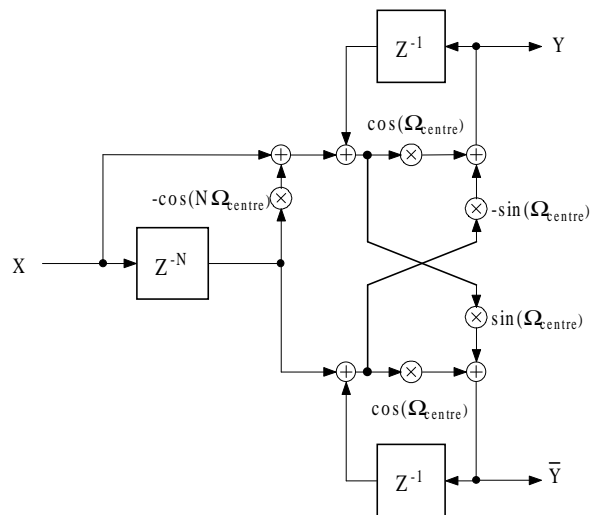 Z⁻¹
Y
cos(Ωcentre)
-cos(NΩcentre)
-sin(Ωcentre)
X
Z⁻ᴺ
sin(Ωcentre)
cos(Ωcentre)
Z⁻¹
Y̅